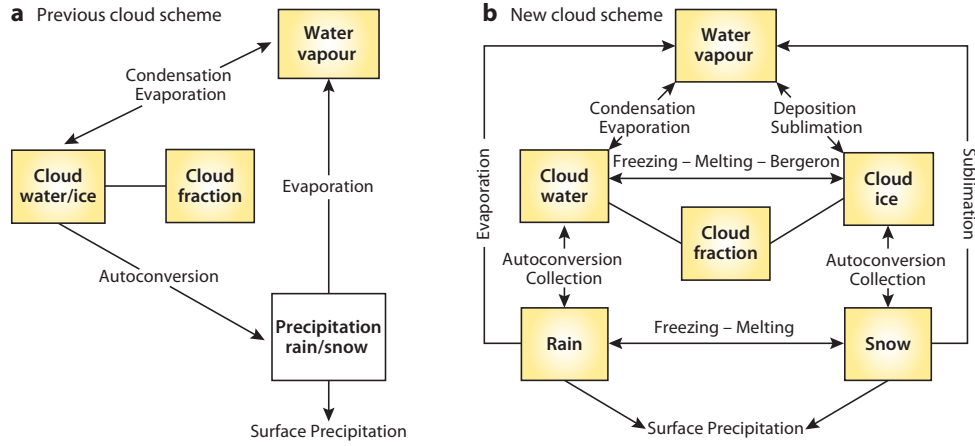 a Previous cloud scheme
Water
vapour
Condensation
Evaporation
Cloud
water/ice
Cloud
fraction
Evaporation
Autoconversion
Precipitation
rain/snow
Surface Precipitation
b New cloud scheme
Water
vapour
Condensation
Evaporation
Deposition
Sublimation
Freezing – Melting – Bergeron
Cloud
water
Cloud
ice
Cloud
fraction
Evaporation
Sublimation
Autoconversion
Collection
Autoconversion
Collection
Rain
Freezing – Melting
Snow
Surface Precipitation